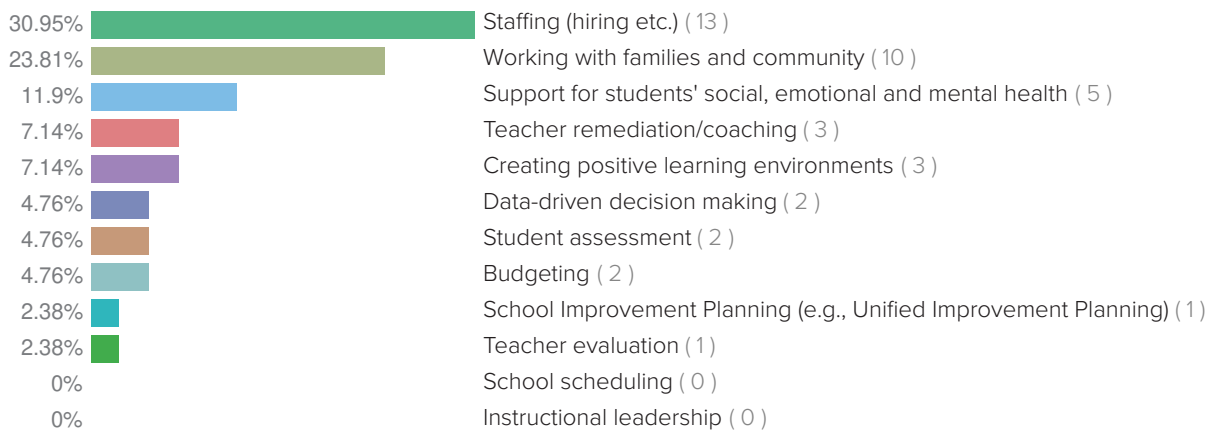 30.95% Staffing (hiring etc.) ( 13 )
23.81% Working with families and community ( 10 )
11.9% Support for students' social, emotional and mental health ( 5 )
7.14% Teacher remediation/coaching ( 3 )
7.14% Creating positive learning environments ( 3 )
4.76% Data-driven decision making ( 2 )
4.76% Student assessment ( 2 )
4.76% Budgeting ( 2 )
2.38% School Improvement Planning (e.g., Unified Improvement Planning) ( 1 )
2.38% Teacher evaluation ( 1 )
0% School scheduling ( 0 )
0% Instructional leadership ( 0 )